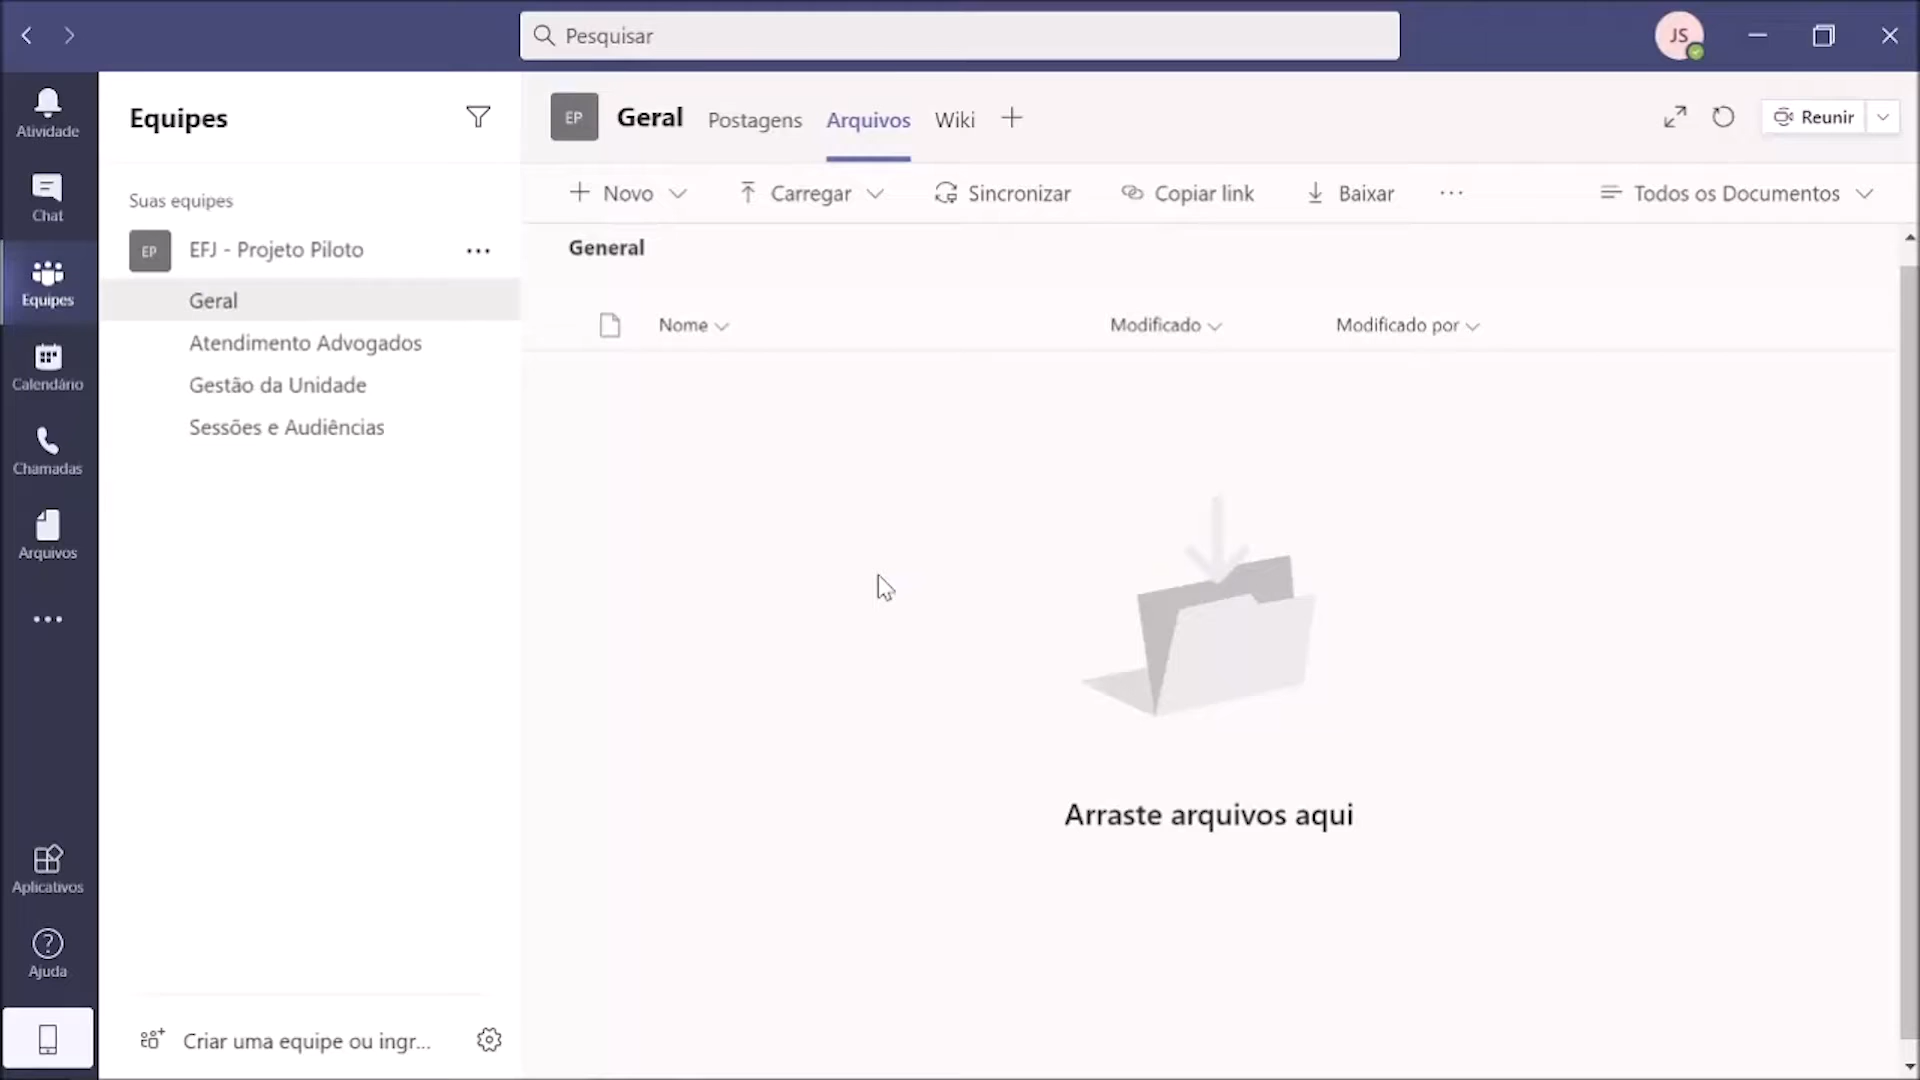 Pesquisar
JS
Atividade
Chat
Equipes
Calendário
Chamadas
Arquivos
Aplicativos
Ajuda
Equipes
Suas equipes
EP EFJ - Projeto Piloto
Geral
Atendimento Advogados
Gestão da Unidade
Sessões e Audiências
Criar uma equipe ou ingr...
EP Geral Postagens Arquivos Wiki
Reunir
Novo Carregar Sincronizar Copiar link Baixar ... Todos os Documentos
General
Nome Modificado Modificado por
Arraste arquivos aqui